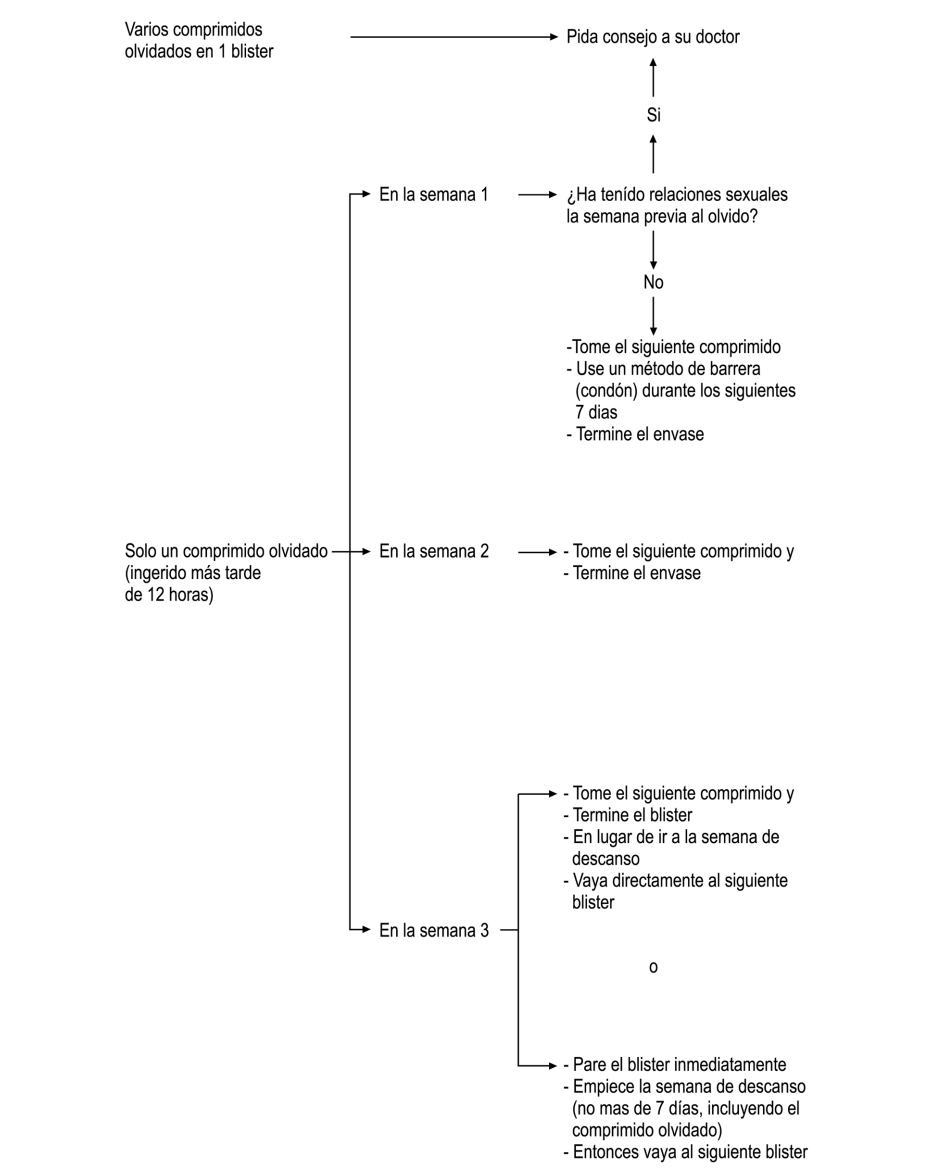 Varios comprimidos
olvidados en 1 blister
Pida consejo a su doctor
Si
En la semana 1
¿Ha tenído relaciones sexuales
la semana previa al olvido?
No
-Tome el siguiente comprimido
- Use un método de barrera
(condón) durante los siguientes
7 dias
- Termine el envase
Solo un comprimido olvidado
(ingerido más tarde
de 12 horas)
En la semana 2
- Tome el siguiente comprimido y
- Termine el envase
En la semana 3
- Tome el siguiente comprimido y
- Termine el blister
- En lugar de ir a la semana de
descanso
- Vaya directamente al siguiente
blister
o
- Pare el blister inmediatamente
- Empiece la semana de descanso
(no mas de 7 días, incluyendo el
comprimido olvidado)
- Entonces vaya al siguiente blister